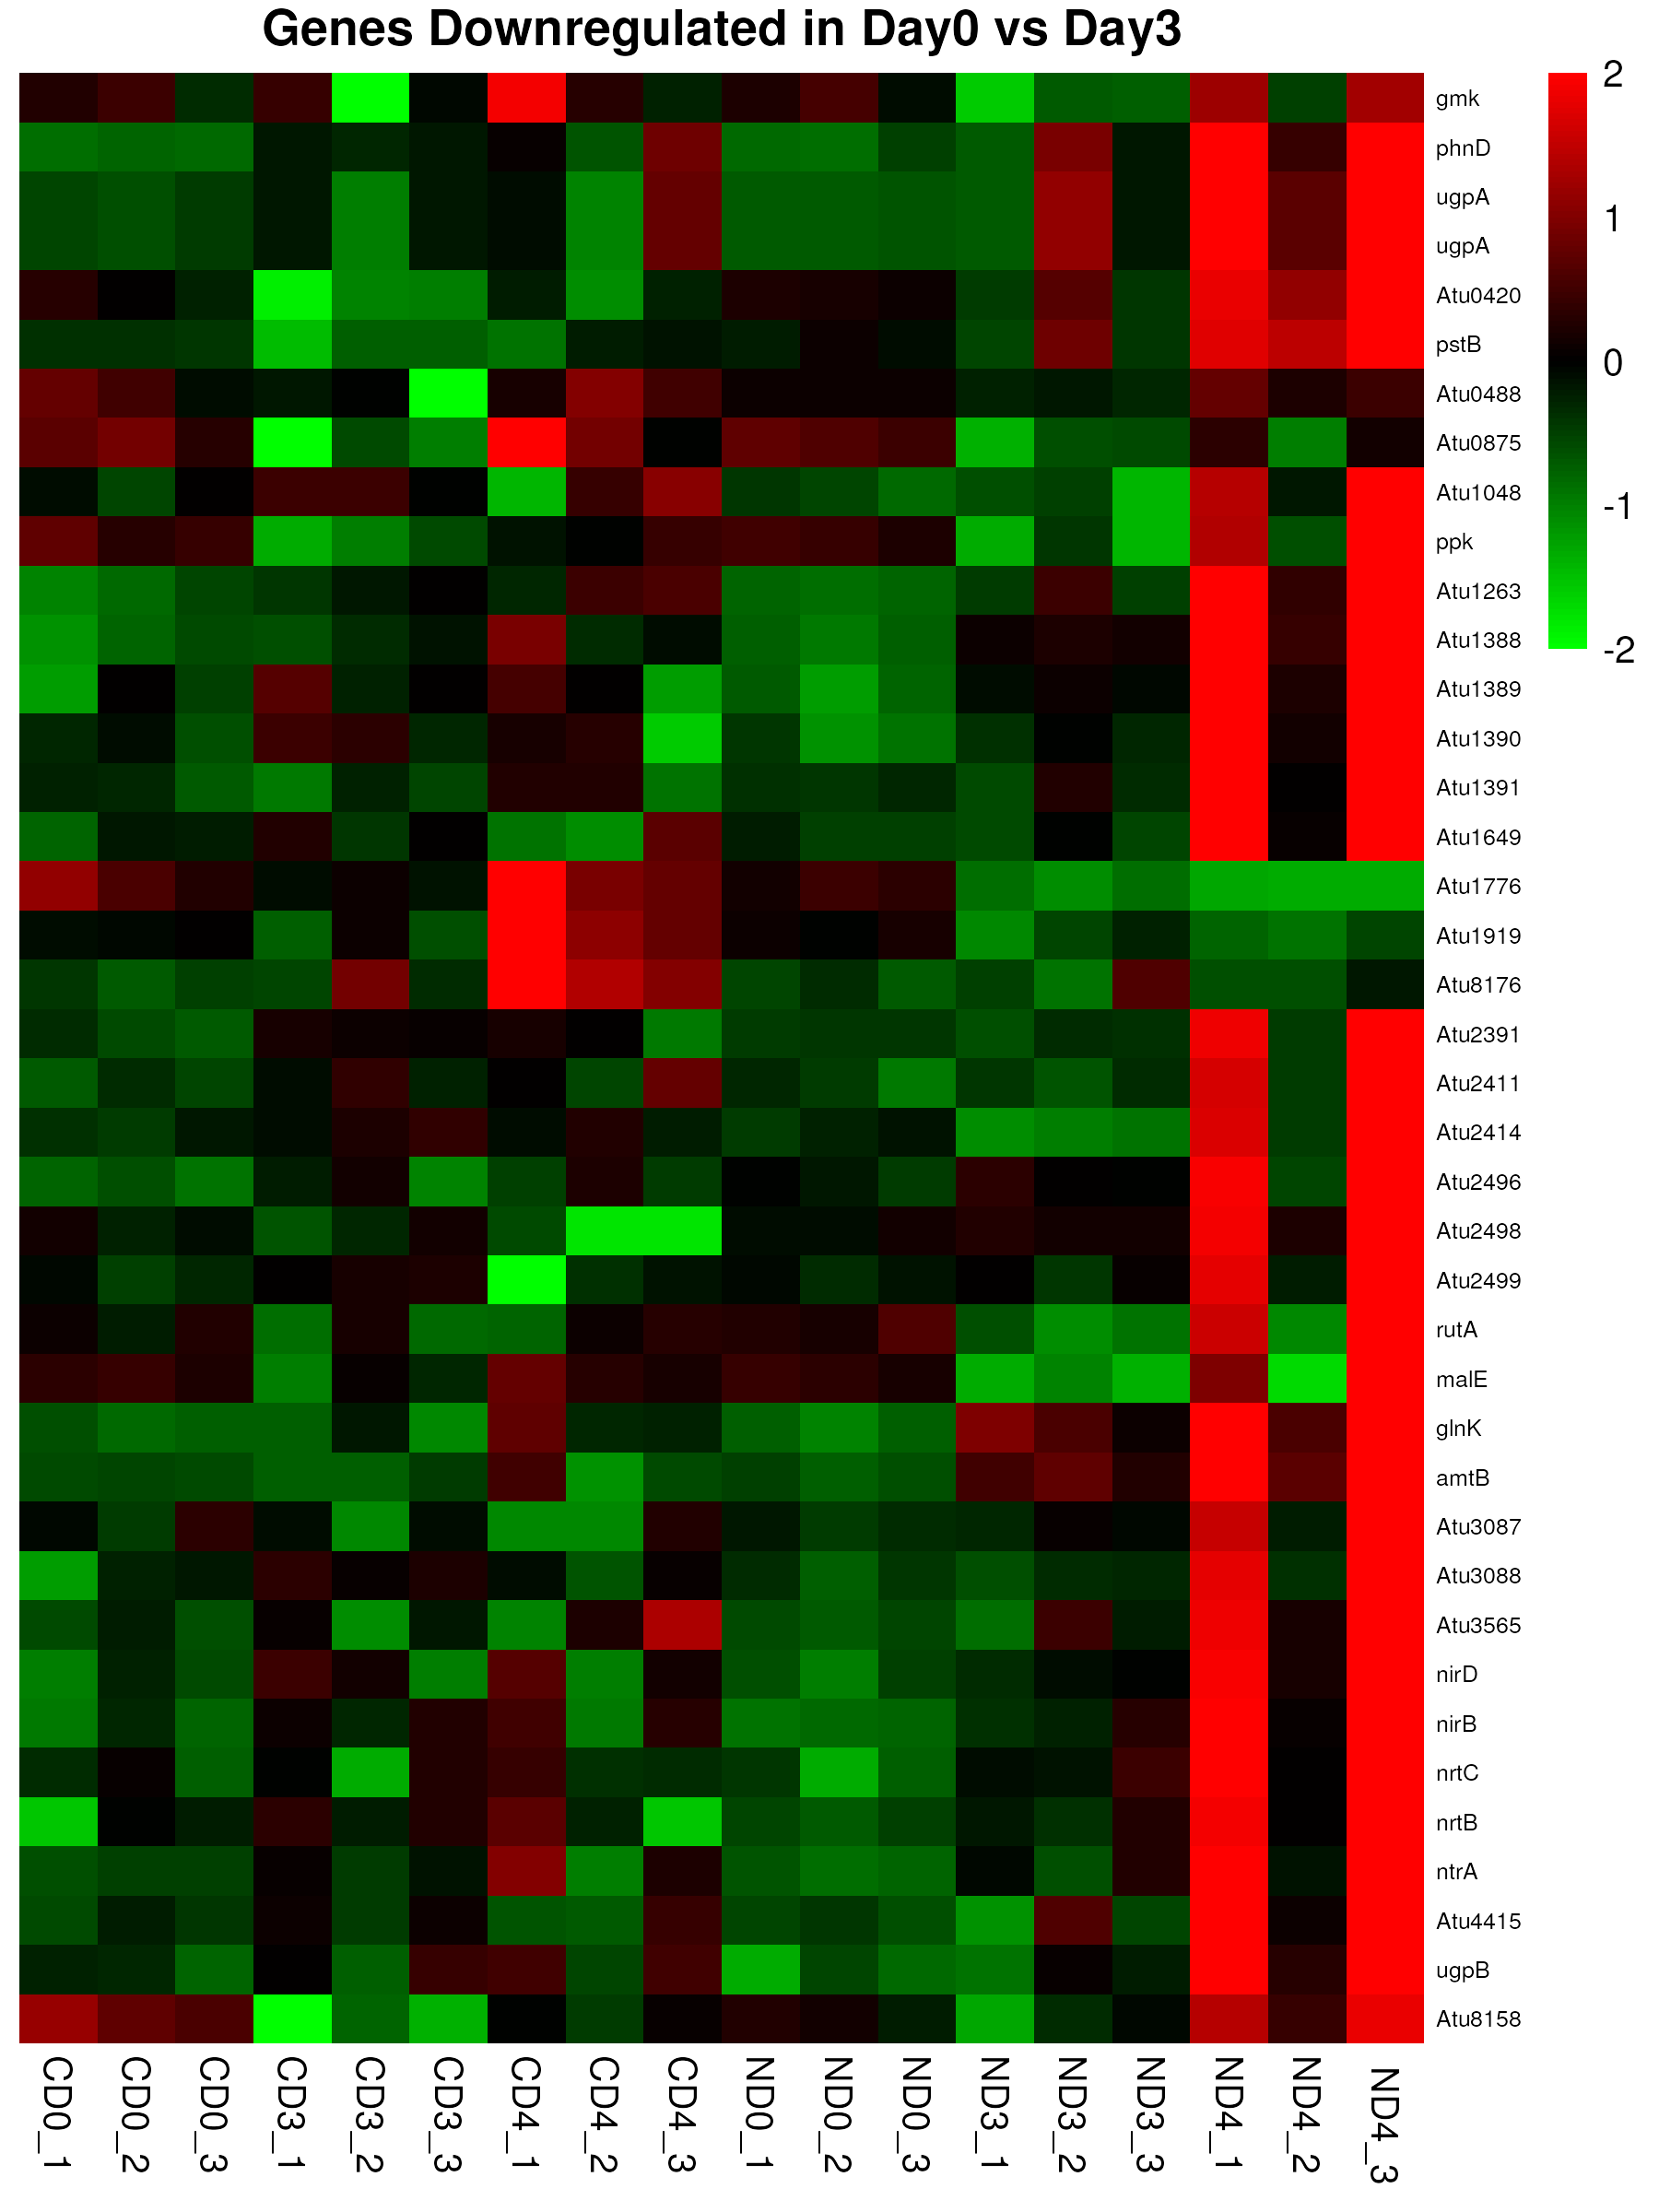 Genes Downregulated in Day0 vs Day3
2
1
0
-1
-2
gmk
phnD
ugpA
ugpA
Atu0420
pstB
Atu0488
Atu0875
Atu1048
ppk
Atu1263
Atu1388
Atu1389
Atu1390
Atu1391
Atu1649
Atu1776
Atu1919
Atu8176
Atu2391
Atu2411
Atu2414
Atu2496
Atu2498
Atu2499
rutA
malE
glnK
amtB
Atu3087
Atu3088
Atu3565
nirD
nirB
nrtC
nrtB
ntrA
Atu4415
ugpB
Atu8158
CD0_1
CD0_2
CD0_3
CD3_1
CD3_2
CD3_3
CD4_1
CD4_2
CD4_3
ND0_1
ND0_2
ND0_3
ND3_1
ND3_2
ND3_3
ND4_1
ND4_2
ND4_3